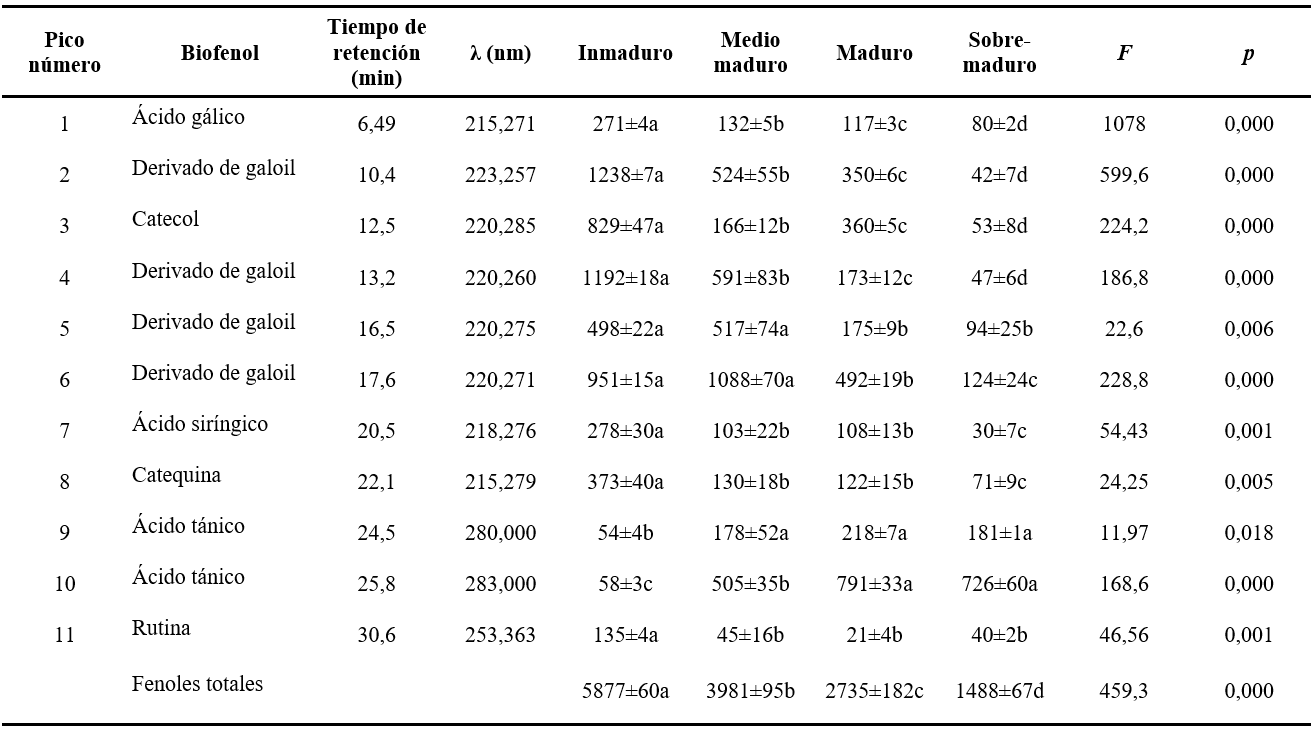 Pico número Biofenol Tiempo de retención (min) λ (nm) Inmaduro Medio maduro Maduro Sobre-maduro F p
1 Ácido gálico 6,49 215,271 271±4a 132±5b 117±3c 80±2d 1078 0,000
2 Derivado de galoil 10,4 223,257 1238±7a 524±55b 350±6c 42±7d 599,6 0,000
3 Catecol 12,5 220,285 829±47a 166±12b 360±5c 53±8d 224,2 0,000
4 Derivado de galoil 13,2 220,260 1192±18a 591±83b 173±12c 47±6d 186,8 0,000
5 Derivado de galoil 16,5 220,275 498±22a 517±74a 175±9b 94±25b 22,6 0,006
6 Derivado de galoil 17,6 220,271 951±15a 1088±70a 492±19b 124±24c 228,8 0,000
7 Ácido siríngico 20,5 218,276 278±30a 103±22b 108±13b 30±7c 54,43 0,001
8 Catequina 22,1 215,279 373±40a 130±18b 122±15b 71±9c 24,25 0,005
9 Ácido tánico 24,5 280,000 54±4b 178±52a 218±7a 181±1a 11,97 0,018
10 Ácido tánico 25,8 283,000 58±3c 505±35b 791±33a 726±60a 168,6 0,000
11 Rutina 30,6 253,363 135±4a 45±16b 21±4b 40±2b 46,56 0,001
Fenoles totales 5877±60a 3981±95b 2735±182c 1488±67d 459,3 0,000